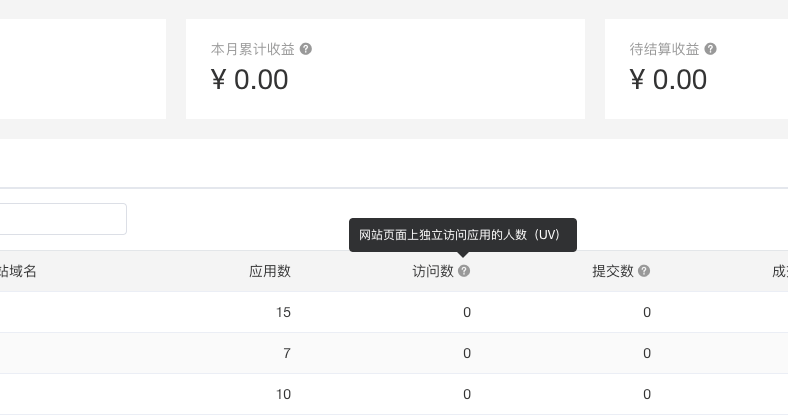 本月累计收益
待结算收益
¥ 0.00
¥ 0.00
网站页面上独立访问应用的人数（UV）
站域名 应用数 访问数 提交数
15 0 0
7 0 0
10 0 0